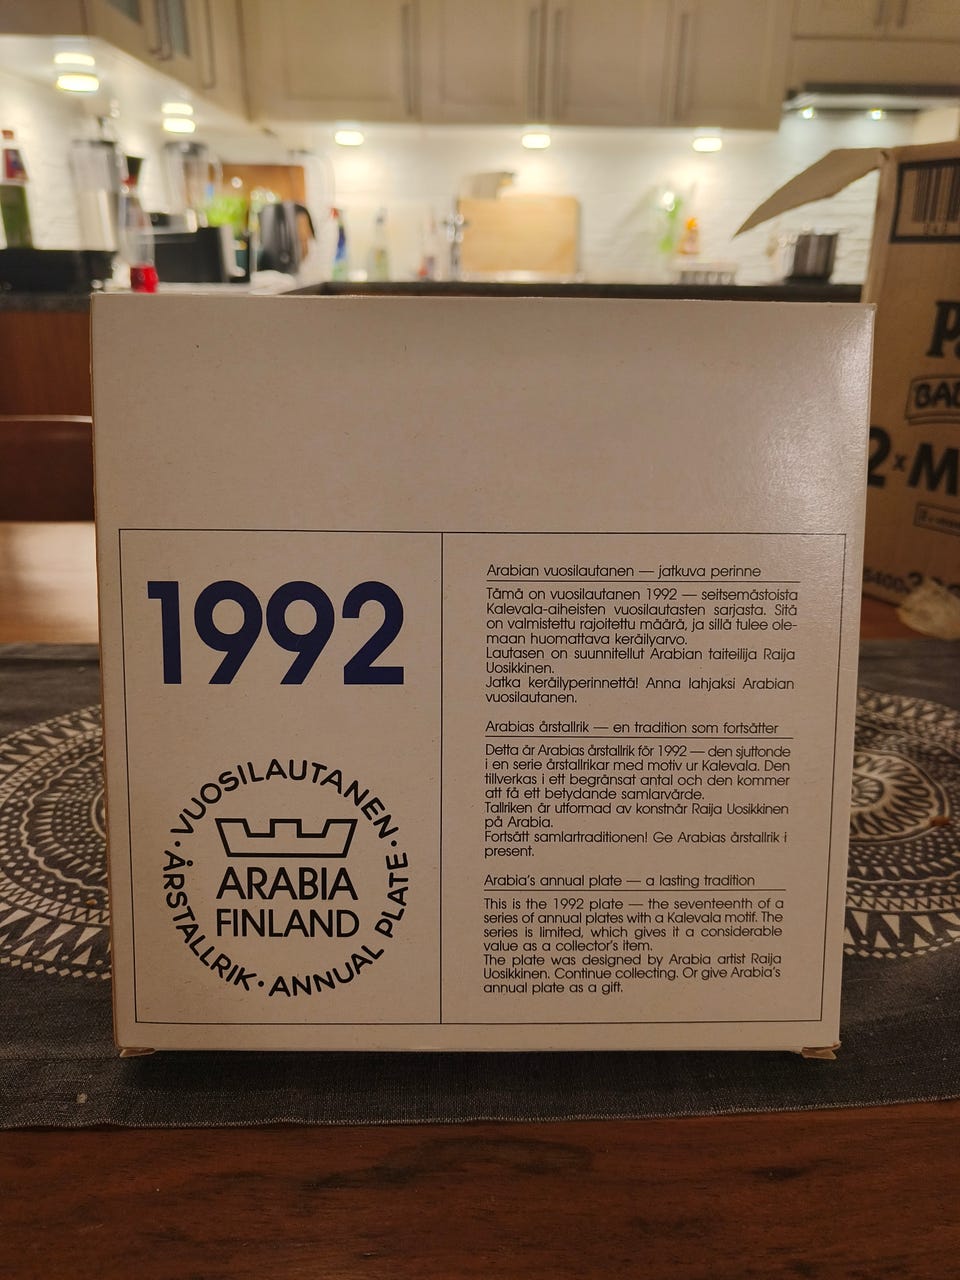 1992
· VUOSILAUTANEN ·
ARABIA
FINLAND
ÅRSTALLRIK · ANNUAL PLATE
Arabian vuosilautanen — jatkuva perinne
Tämä on vuosilautanen 1992 — seitsemästoista
Kalevala-aiheisten vuosilautasten sarjasta. Sitä
on valmistettu rajoitettu määrä, ja sillä tulee ole-
maan huomattava keräilyarvo.
Lautasen on suunnitellut Arabian taiteilija Raija
Uosikkinen.
Jatka keräilyperinnettä! Anna lahjaksi Arabian
vuosilautanen.
Arabias årstallrik — en tradition som fortsätter
Detta är Arabias årstallrik för 1992 — den sjuttonde
i en serie årstallrikar med motiv ur Kalevala. Den
tillverkas i ett begränsat antal och den kommer
att få ett betydande samlarvärde.
Tallriken är utformad av konstnär Raija Uosikkinen
på Arabia.
Fortsätt samlartraditionen! Ge Arabias årstallrik i
present.
Arabia's annual plate — a lasting tradition
This is the 1992 plate — the seventeenth of a
series of annual plates with a Kalevala motif. The
series is limited, which gives it a considerable
value as a collector's item.
The plate was designed by Arabia artist Raija
Uosikkinen. Continue collecting. Or give Arabia's
annual plate as a gift.